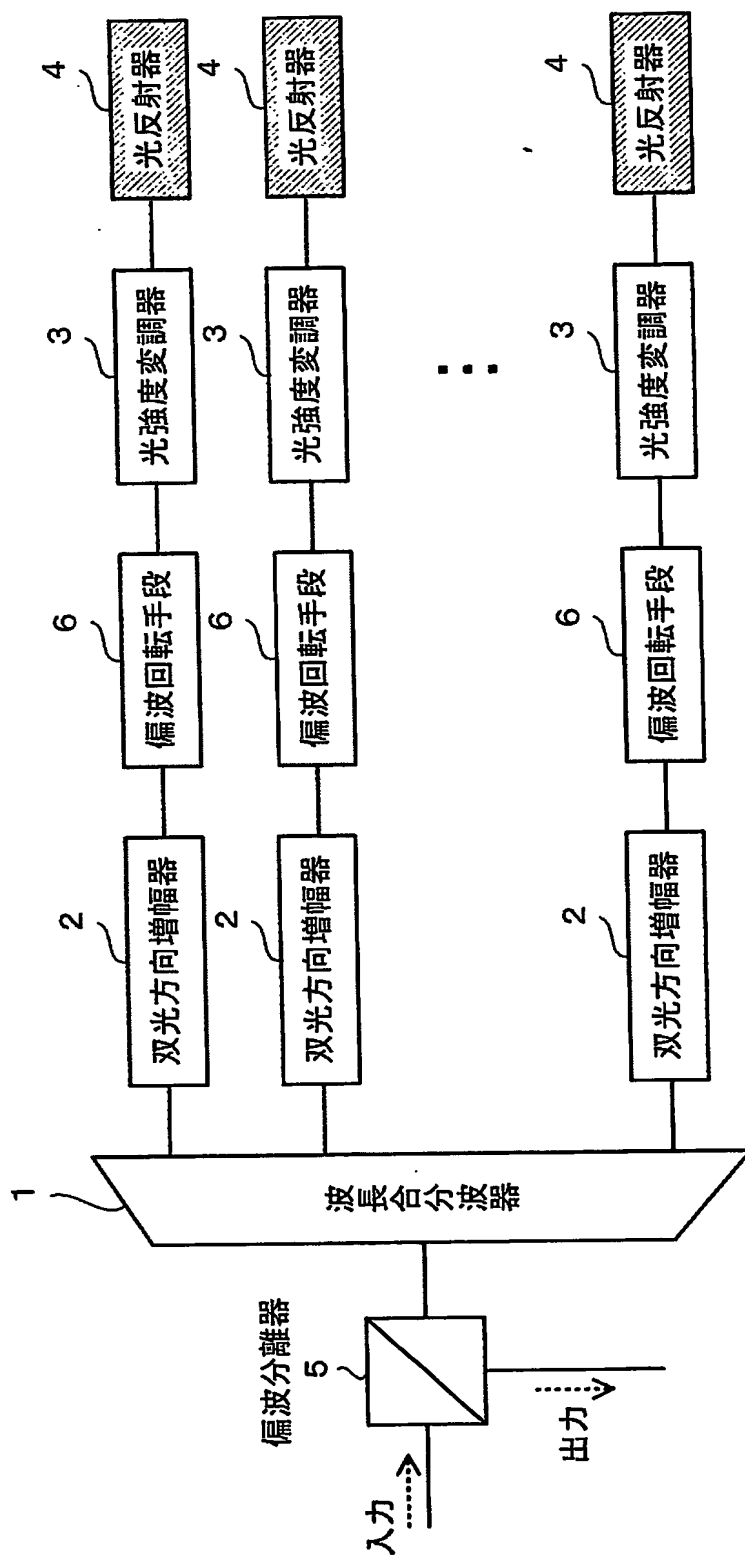 入力
出力
偏波分離器
5
1
波長合分波器
2
双光方向増幅器
6
偏波回転手段
3
光強度変調器
4
光反射器
2
双光方向増幅器
6
偏波回転手段
3
光強度変調器
4
光反射器
2
双光方向増幅器
6
偏波回転手段
3
光強度変調器
4
光反射器